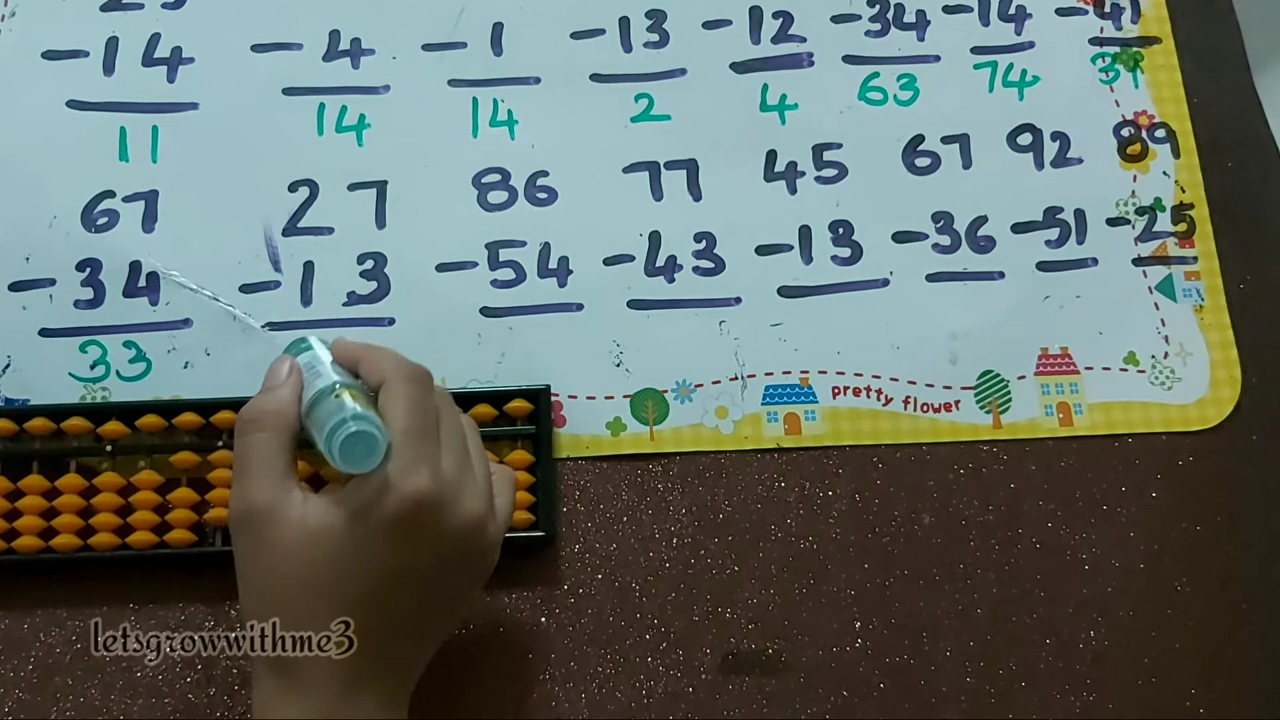 -14 -4 -1 -13 -12 -34 -14 -41
11 14 14 2 4 63 74
67 27 86 77 45 67 92 89
-34 -13 -54 -43 -13 -36 -51 -25
33
pretty flower
letsgrowwithme3